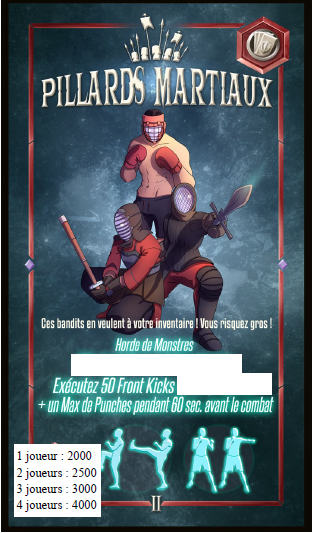 PILLARDS MARTIAUX
Ces bandits en veulent à votre inventaire ! Vous risquez gros !
Horde de Monstres
Exécutez 50 Front Kicks
+ un Max de Punches pendant 60 sec. avant le combat
1 joueur : 2000
2 joueurs : 2500
3 joueurs : 3000
4 joueurs : 4000
II